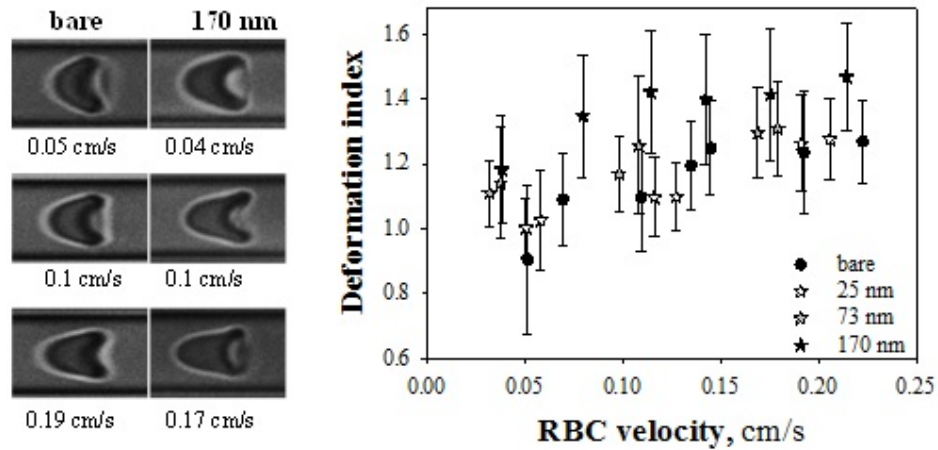 bare 170 nm
0.05 cm/s 0.04 cm/s
0.1 cm/s 0.1 cm/s
0.19 cm/s 0.17 cm/s
Deformation index
1.6
1.4
1.2
1.0
0.8
0.6
bare
25 nm
73 nm
170 nm
0.00 0.05 0.10 0.15 0.20 0.25
RBC velocity, cm/s